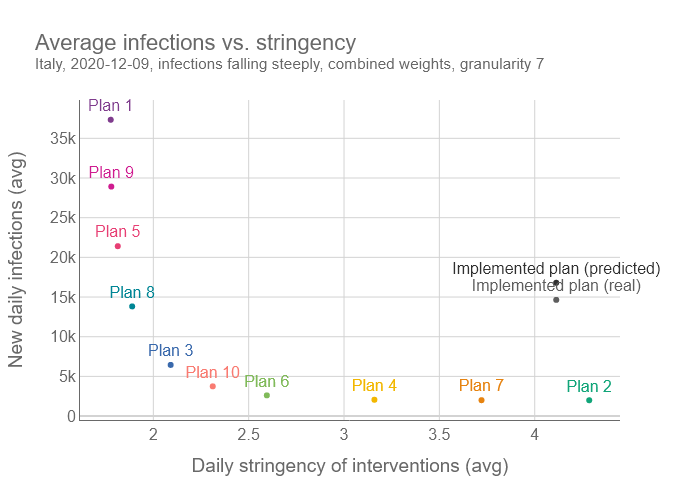 Average infections vs. stringency
Italy, 2020-12-09, infections falling steeply, combined weights, granularity 7
New daily infections (avg)
35k
30k
25k
20k
15k
10k
5k
0
Plan 1
Plan 9
Plan 5
Plan 8
Plan 3
Plan 10
Plan 6
Plan 4
Plan 7
Plan 2
Implemented plan (predicted)
Implemented plan (real)
2
2.5
3
3.5
4
Daily stringency of interventions (avg)